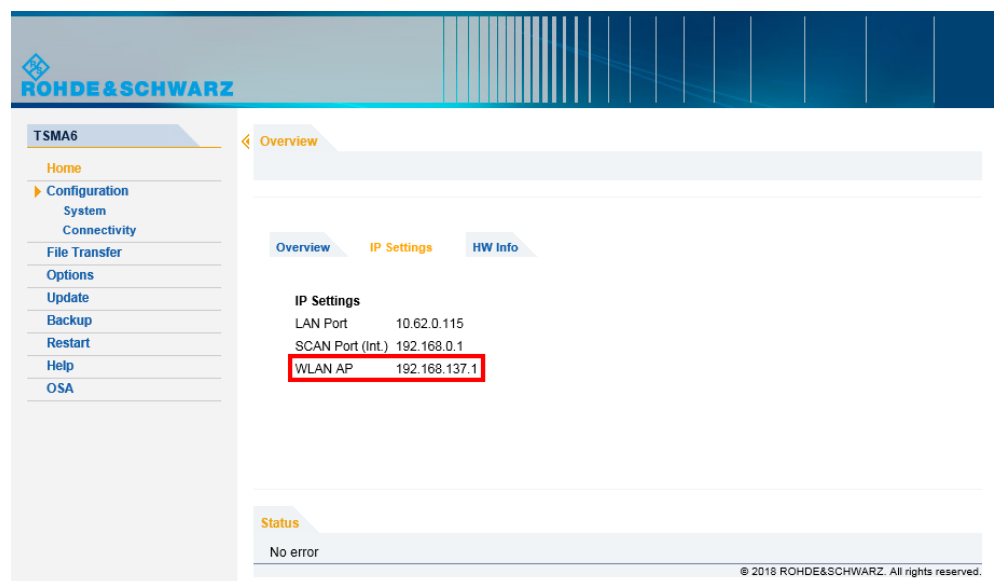 ROHDE&SCHWARZ
TSMA6
Home
Configuration
System
Connectivity
File Transfer
Options
Update
Backup
Restart
Help
OSA
Overview
Overview IP Settings HW Info
IP Settings
LAN Port 10.62.0.115
SCAN Port (Int.) 192.168.0.1
WLAN AP 192.168.137.1
Status
No error
© 2018 ROHDE&SCHWARZ. All rights reserved.